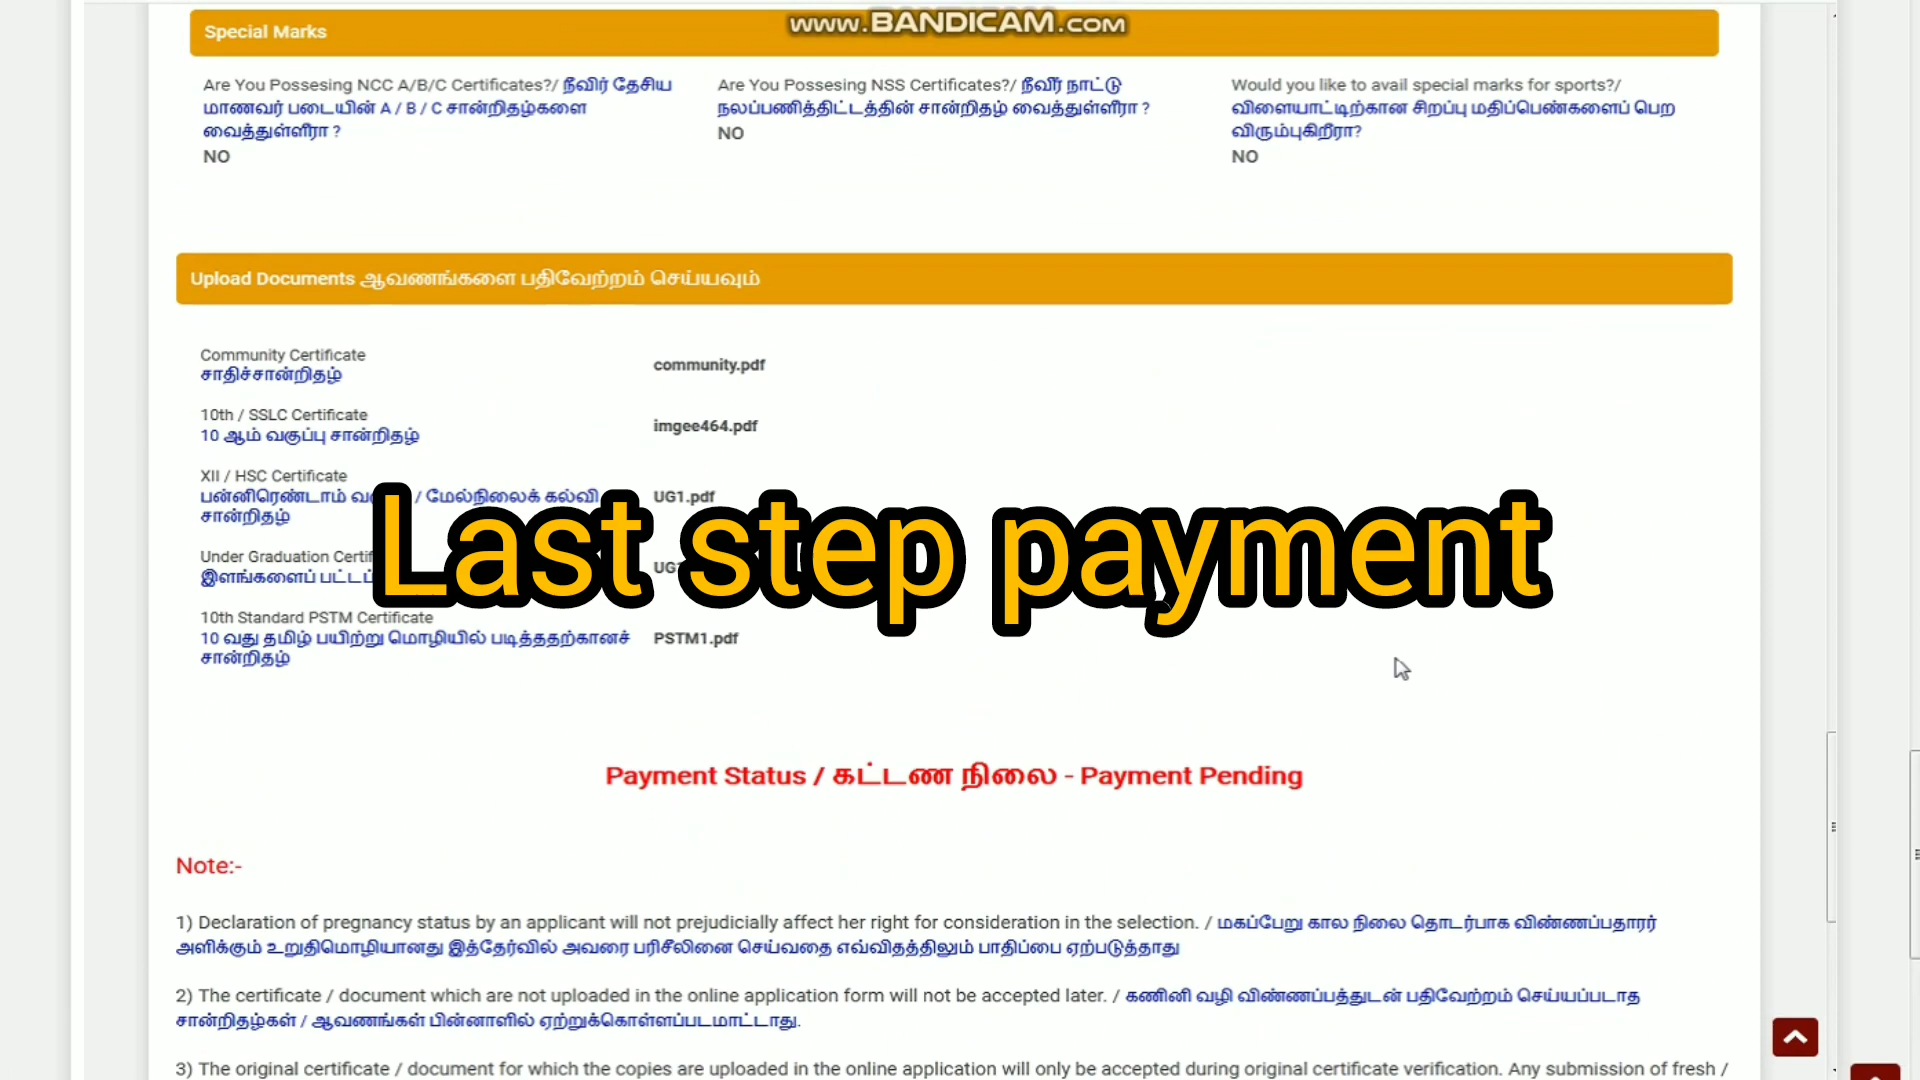 www.BANDICAM.com
Special Marks
Are You Possesing NCC A/B/C Certificates?/ நீவிர் தேசிய
மாணவர் படையின் A / B / C சான்றிதழ்களை
வைத்துள்ளீரா ?
NO
Are You Possesing NSS Certificates?/ நீவீர் நாட்டு
நலப்பணித்திட்டத்தின் சான்றிதழ் வைத்துள்ளீரா ?
NO
Would you like to avail special marks for sports?/
விளையாட்டிற்கான சிறப்பு மதிப்பெண்களைப் பெற
விரும்புகிறீரா?
NO
Upload Documents ஆவணங்களை பதிவேற்றம் செய்யவும்
Community Certificate
சாதிச்சான்றிதழ்
community.pdf
10th / SSLC Certificate
10 ஆம் வகுப்பு சான்றிதழ்
imgee464.pdf
XII / HSC Certificate
பன்னிரெண்டாம் / மேல்நிலைக் கல்வி
சான்றிதழ்
UG1.pdf
Under Graduation
இளங்களைப்
Last step payment
10th Standard PSTM Certificate
10 வது தமிழ் பயிற்று மொழியில் படித்ததற்கானச்
சான்றிதழ்
PSTM1.pdf
Payment Status / கட்டண நிலை - Payment Pending
Note:-
1) Declaration of pregnancy status by an applicant will not prejudicially affect her right for consideration in the selection. / மகப்பேறு கால நிலை தொடர்பாக விண்ணப்பதாரர்
அளிக்கும் உறுதிமொழியானது இத்தேர்வில் அவரை பரிசீலினை செய்வதை எவ்விதத்திலும் பாதிப்பை ஏற்படுத்தாது
2) The certificate / document which are not uploaded in the online application form will not be accepted later. / கணினி வழி விண்ணப்பத்துடன் பதிவேற்றம் செய்யப்படாத
சான்றிதழ்கள் / ஆவணங்கள் பின்னாளில் ஏற்றுக்கொள்ளப்படமாட்டாது.
3) The original certificate / document for which the copies are uploaded in the online application will only be accepted during original certificate verification. Any submission of fresh /